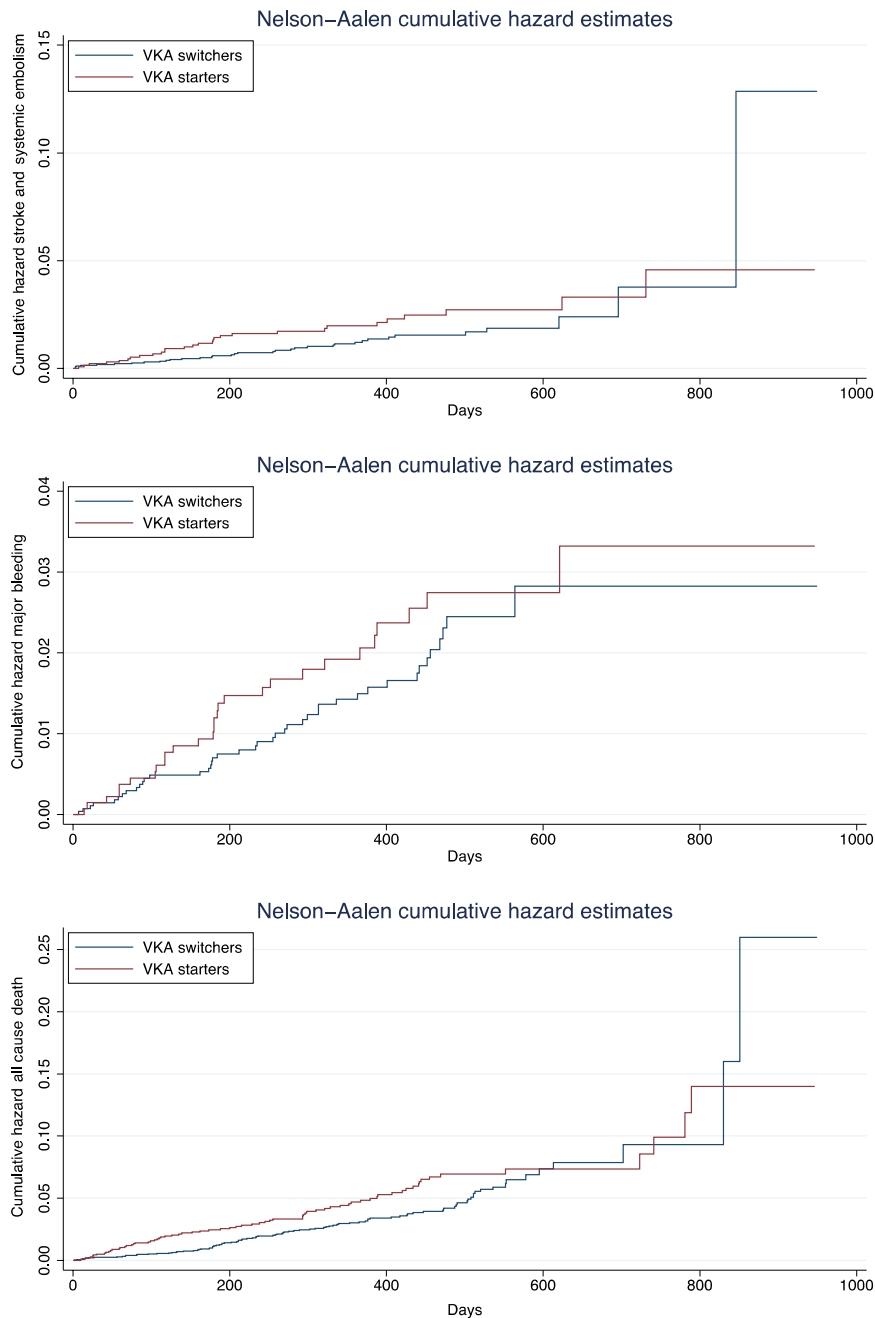 Nelson−Aalen cumulative hazard estimates
VKA switchers
VKA starters
Cumulative hazard stroke and systemic embolism
0.15
0.10
0.05
0.00
0
200
400
600
800
1000
Days
Nelson−Aalen cumulative hazard estimates
VKA switchers
VKA starters
Cumulative hazard major bleeding
0.04
0.03
0.02
0.01
0.00
0
200
400
600
800
1000
Days
Nelson−Aalen cumulative hazard estimates
VKA switchers
VKA starters
Cumulative hazard all cause death
0.25
0.20
0.15
0.10
0.05
0.00
0
200
400
600
800
1000
Days